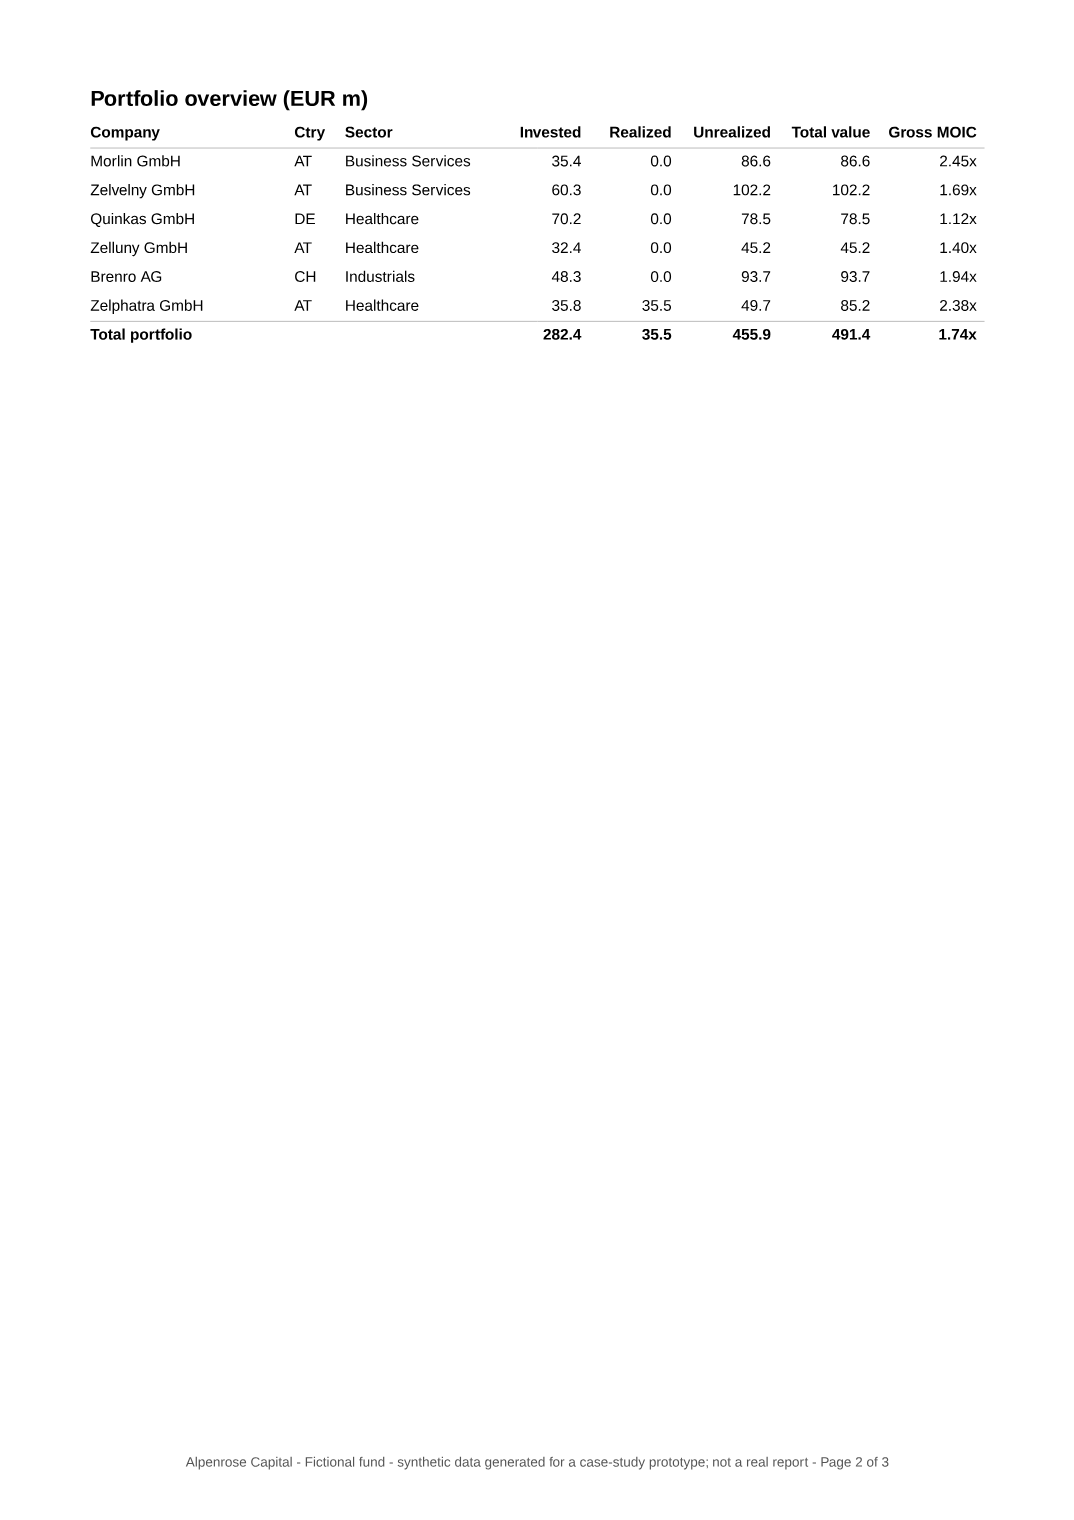 Portfolio overview (EUR m)
Company Ctry Sector Invested Realized Unrealized Total value Gross MOIC
Morlin GmbH AT Business Services 35.4 0.0 86.6 86.6 2.45x
Zelvelny GmbH AT Business Services 60.3 0.0 102.2 102.2 1.69x
Quinkas GmbH DE Healthcare 70.2 0.0 78.5 78.5 1.12x
Zelluny GmbH AT Healthcare 32.4 0.0 45.2 45.2 1.40x
Brenro AG CH Industrials 48.3 0.0 93.7 93.7 1.94x
Zelphatra GmbH AT Healthcare 35.8 35.5 49.7 85.2 2.38x
Total portfolio 282.4 35.5 455.9 491.4 1.74x
Alpenrose Capital - Fictional fund - synthetic data generated for a case-study prototype; not a real report - Page 2 of 3